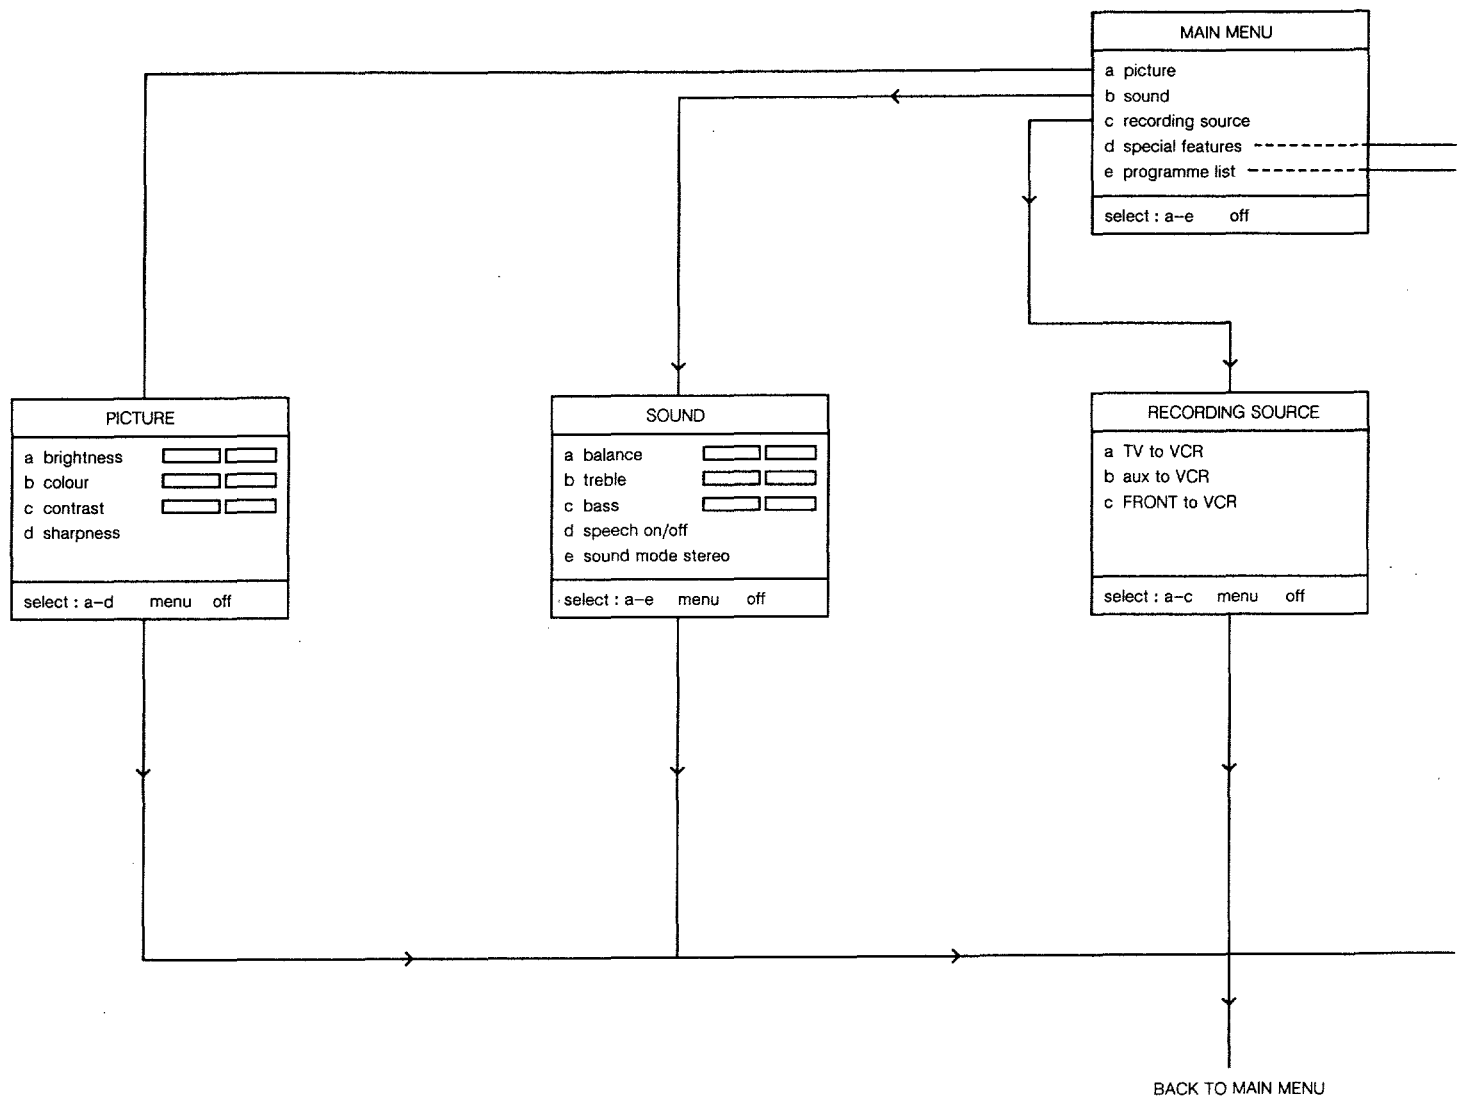 MAIN MENU
a picture
b sound
c recording source
d special features
e programme list
select : a-e off
PICTURE
a brightness
b colour
c contrast
d sharpness
select : a-d menu off
SOUND
a balance
b treble
c bass
d speech on/off
e sound mode stereo
select : a-e menu off
RECORDING SOURCE
a TV to VCR
b aux to VCR
c FRONT to VCR
select : a-c menu off
BACK TO MAIN MENU